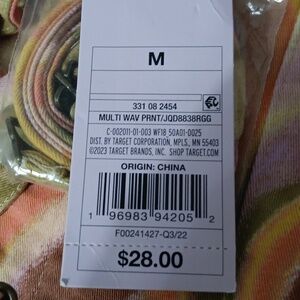 M
331 08 2454
MULTI WAV PRNT/JQD8838RGG
C-002011-01-003 WF18 50A01-0025
DIST. BY TARGET CORPORATION, MPLS., MN 55403
©2023 TARGET BRANDS, INC. SHOP TARGET.COM
ORIGIN: CHINA
1 96983 94205 2
F00241427-Q3/22
$28.00